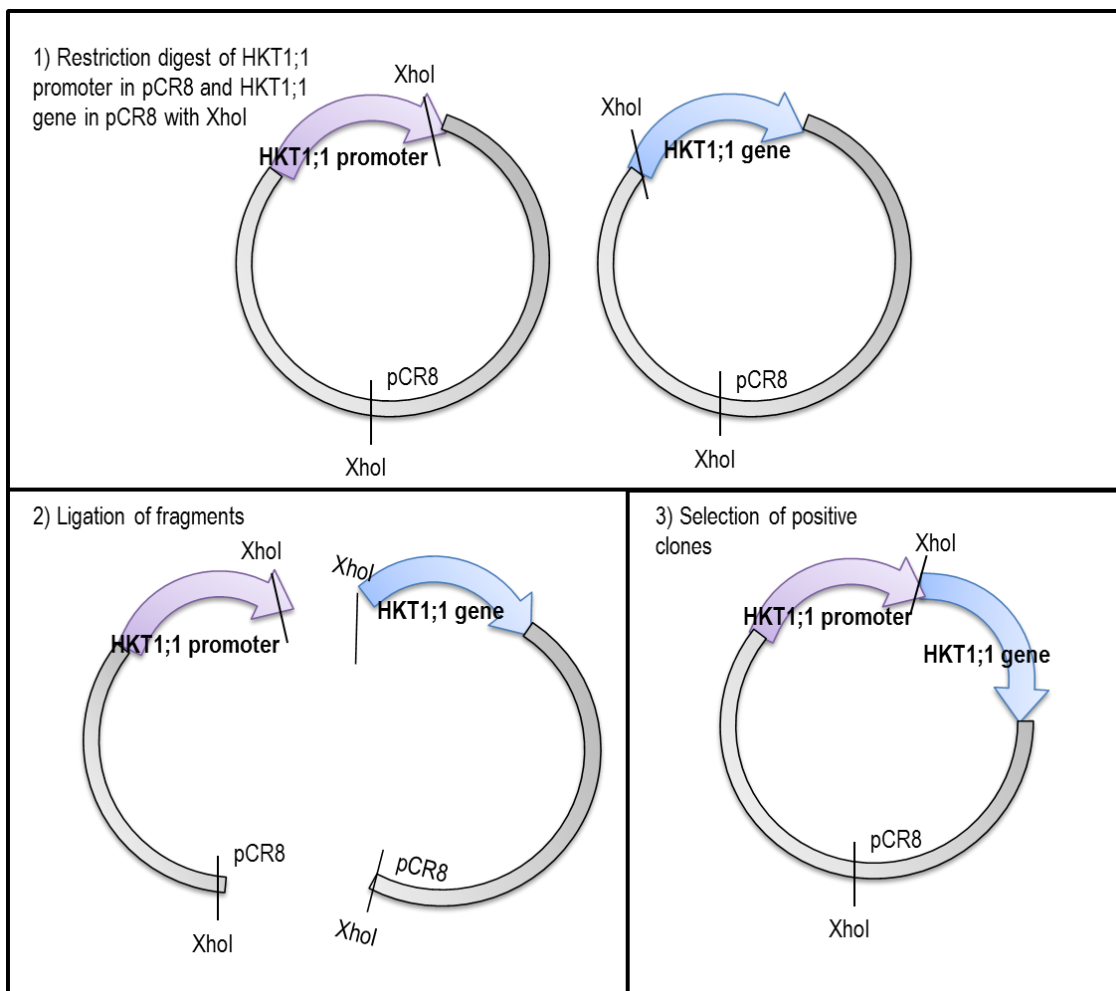 1) Restriction digest of HKT1;1
promoter in pCR8 and HKT1;1
gene in pCR8 with XhoI
XhoI
HKT1;1 promoter
pCR8
XhoI
XhoI
HKT1;1 gene
pCR8
XhoI
2) Ligation of fragments
XhoI
HKT1;1 promoter
pCR8
XhoI
XhoI
HKT1;1 gene
pCR8
XhoI
3) Selection of positive
clones
XhoI
HKT1;1 promoter
HKT1;1 gene
pCR8
XhoI